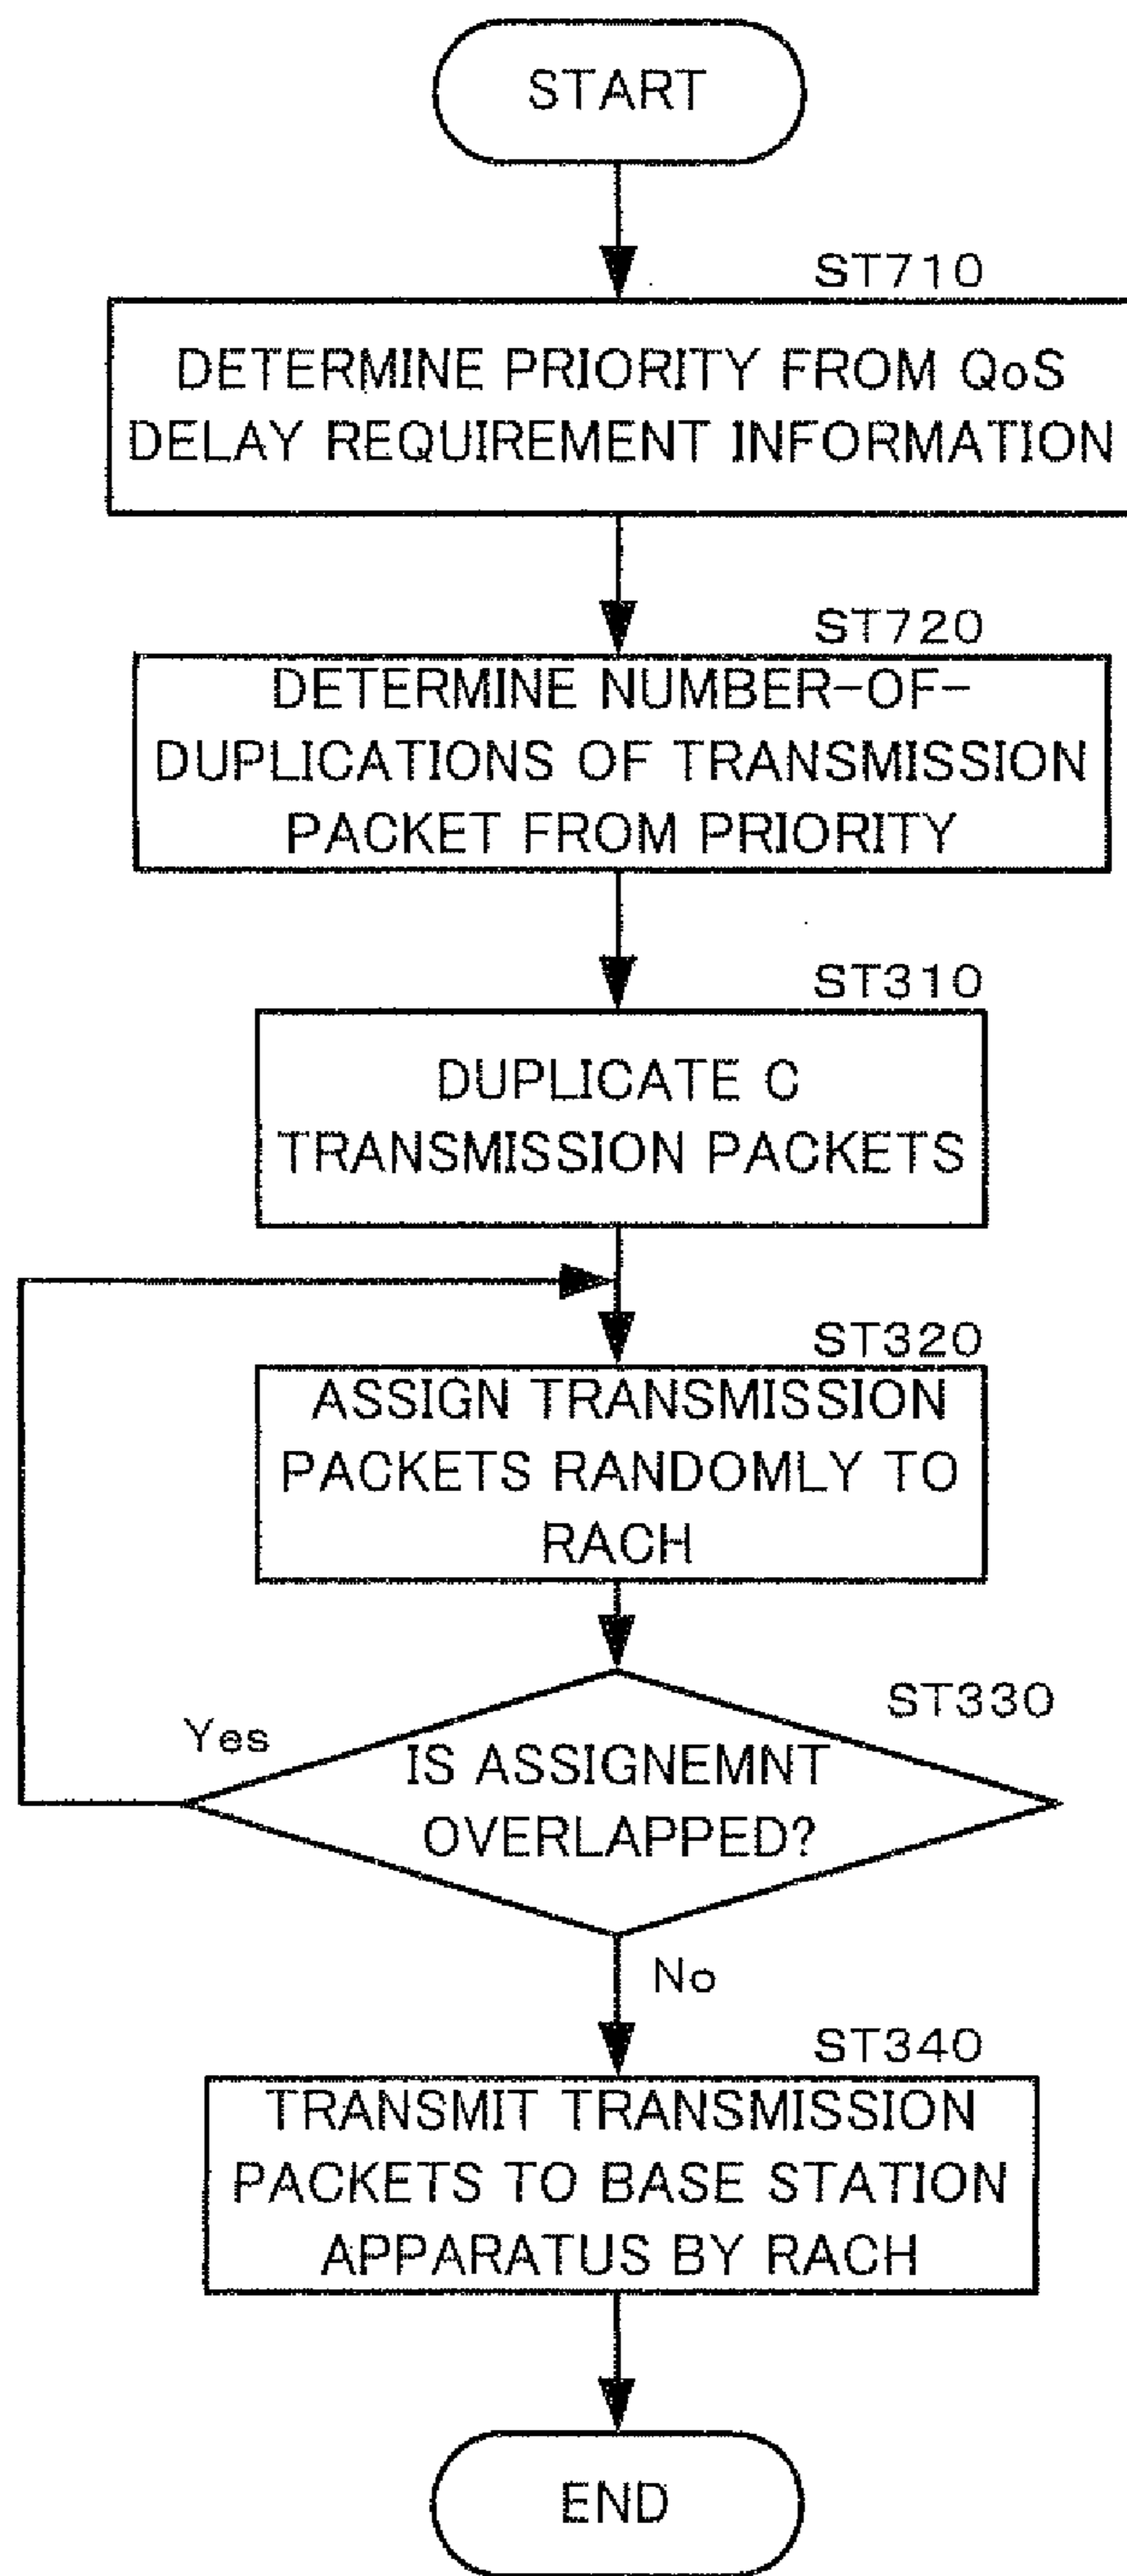 START
ST710
DETERMINE PRIORITY FROM QoS
DELAY REQUIREMENT INFORMATION
ST720
DETERMINE NUMBER-OF-
DUPLICATIONS OF TRANSMISSION
PACKET FROM PRIORITY
ST310
DUPLICATE C
TRANSMISSION PACKETS
ST320
ASSIGN TRANSMISSION
PACKETS RANDOMLY TO
RACH
ST330
Yes
IS ASSIGNEMNT
OVERLAPPED?
No
ST340
TRANSMIT TRANSMISSION
PACKETS TO BASE STATION
APPARATUS BY RACH
END